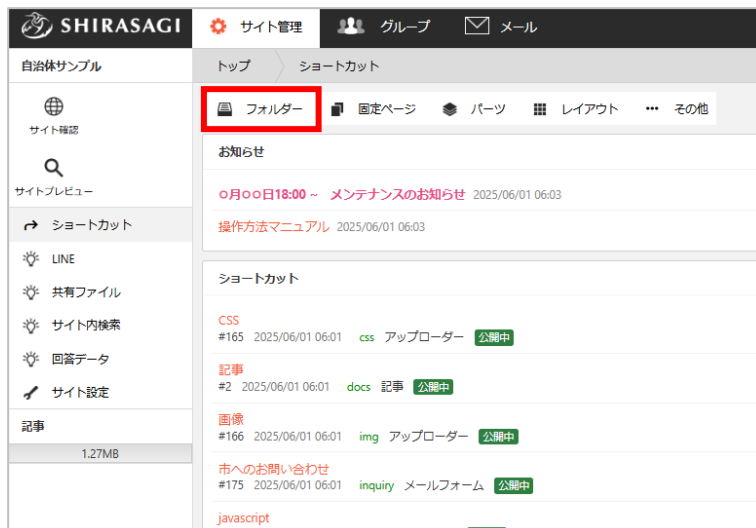 SHIRASAGI サイト管理 グループ メール
自治体サンプル
トップ ショートカット
サイト確認
サイトプレビュー
ショートカット
LINE
共有ファイル
サイト内検索
回答データ
サイト設定
記事
1.27MB
フォルダー 固定ページ パーツ レイアウト ••• その他
お知らせ
○月○○日18:00 ~ メンテナンスのお知らせ 2025/06/01 06:03
操作方法マニュアル 2025/06/01 06:03
ショートカット
CSS
#165 2025/06/01 06:01 css アップローダー 公開中
記事
#2 2025/06/01 06:01 docs 記事 公開中
画像
#166 2025/06/01 06:01 img アップローダー 公開中
市へのお問い合わせ
#175 2025/06/01 06:01 inquiry メールフォーム 公開中
javascript